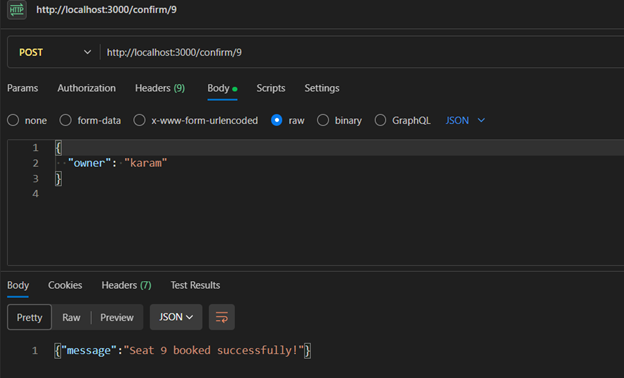 HTTP http://localhost:3000/confirm/9
POST http://localhost:3000/confirm/9
Params Authorization Headers (9) Body Scripts Settings
none form-data x-www-form-urlencoded raw binary GraphQL JSON
1 {
2 "owner": "karam"
3 }
4
Body Cookies Headers (7) Test Results
Pretty Raw Preview JSON
1 {"message":"Seat 9 booked successfully!"}